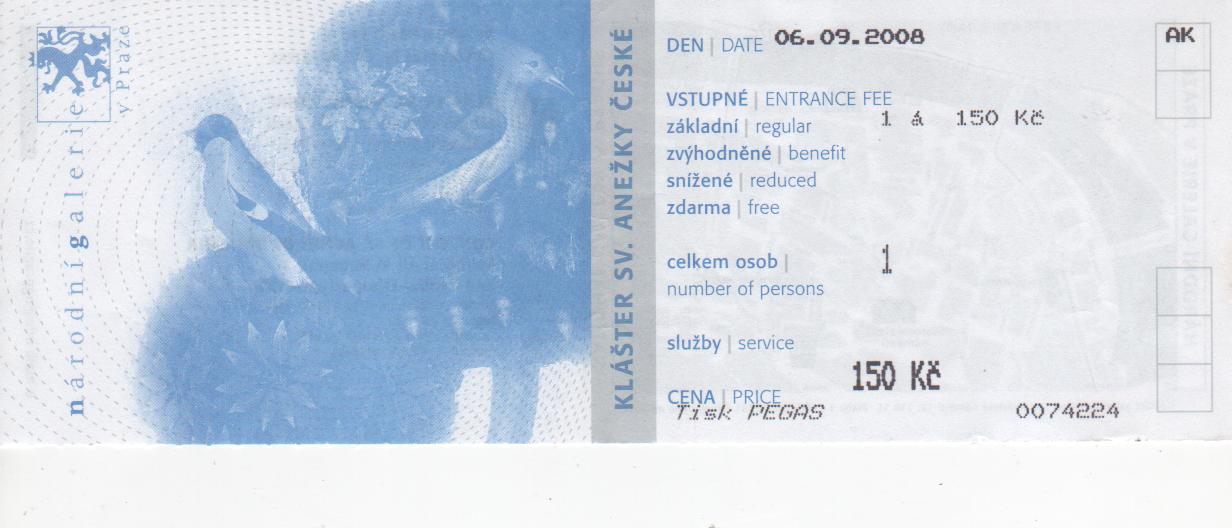 národnígalerie
v Praze
KLÁŠTER SV. ANEŽKY ČESKÉ
DEN | DATE 06.09.2008
AK
VSTUPNÉ | ENTRANCE FEE
základní | regular 1 á 150 Kč
zvýhodněné | benefit
snížené | reduced
zdarma | free
celkem osob | 1
number of persons
služby | service
CENA | PRICE 150 Kč
Tisk PEGAS 0074224